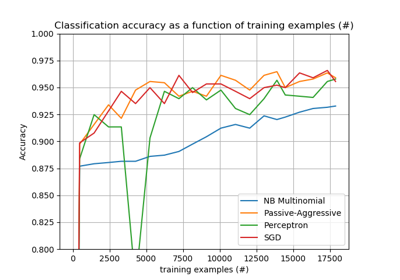 Classification accuracy as a function of training examples (#)
1.000
0.975
0.950
0.925
0.900
0.875
0.850
0.825
0.800
Accuracy
NB Multinomial
Passive-Aggressive
Perceptron
SGD
0 2500 5000 7500 10000 12500 15000 17500
training examples (#)